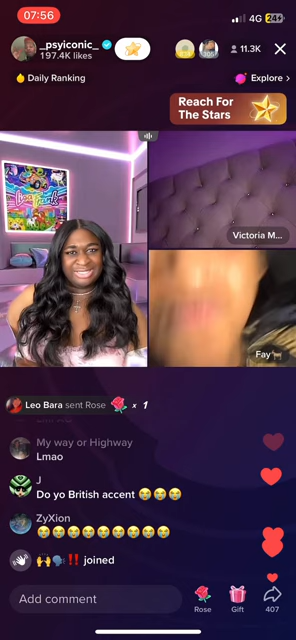 07:56
4G 24+
_psyiconic_
197.4K likes
305
11.3K
Daily Ranking
Explore >
Reach For
The Stars
Victoria M...
Fay
Leo Bara sent Rose x 1
My way or Highway
Lmao
J
Do yo British accent 😭😭😭
ZyXion
😭😭😭😭😭😭😭😭😭
🙌🗣️‼️ joined
Add comment
Rose
Gift
407